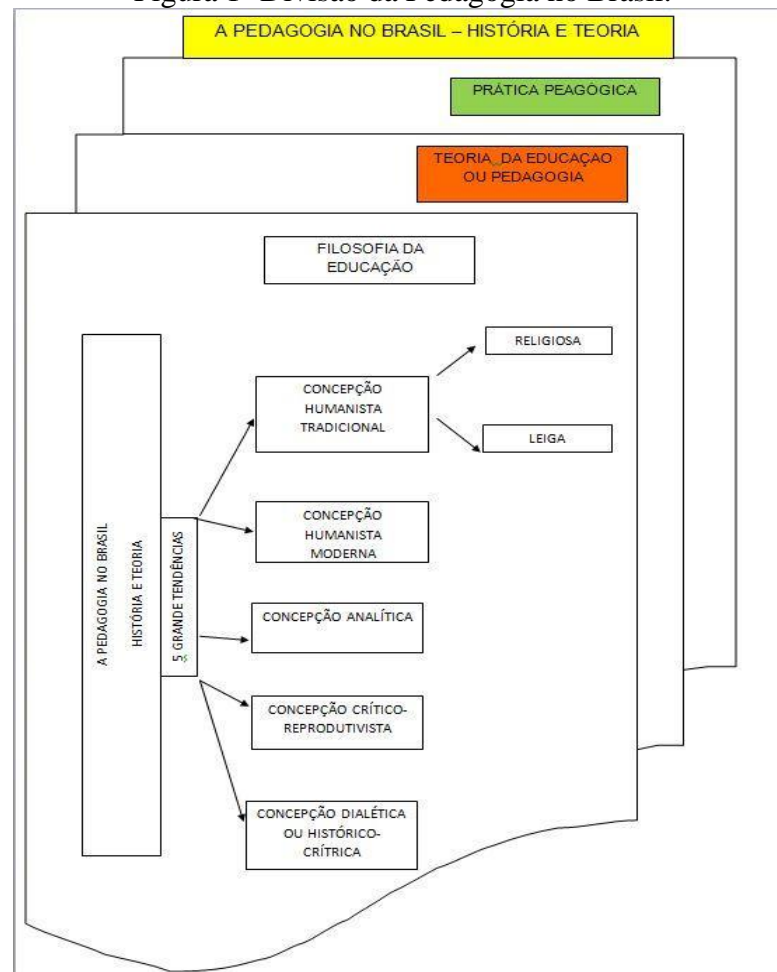 Figura 1- Divisão da Pedagogia no Brasil.
A PEDAGOGIA NO BRASIL – HISTÓRIA E TEORIA
PRÁTICA PEAGÓGICA
TEORIA DA EDUCAÇAO
OU PEDAGOGIA
FILOSOFIA DA
EDUCAÇÃO
A PEDAGOGIA NO BRASIL
HISTÓRIA E TEORIA
5 GRANDE TENDÊNCIAS
CONCEPÇÃO
HUMANISTA
TRADICIONAL
RELIGIOSA
LEIGA
CONCEPÇÃO
HUMANISTA
MODERNA
CONCEPÇÃO ANALÍTICA
CONCEPÇÃO CRÍTICO-
REPRODUTIVISTA
CONCEPÇÃO DIALÉTICA
OU HISTÓRICO-
CRÍTRICA